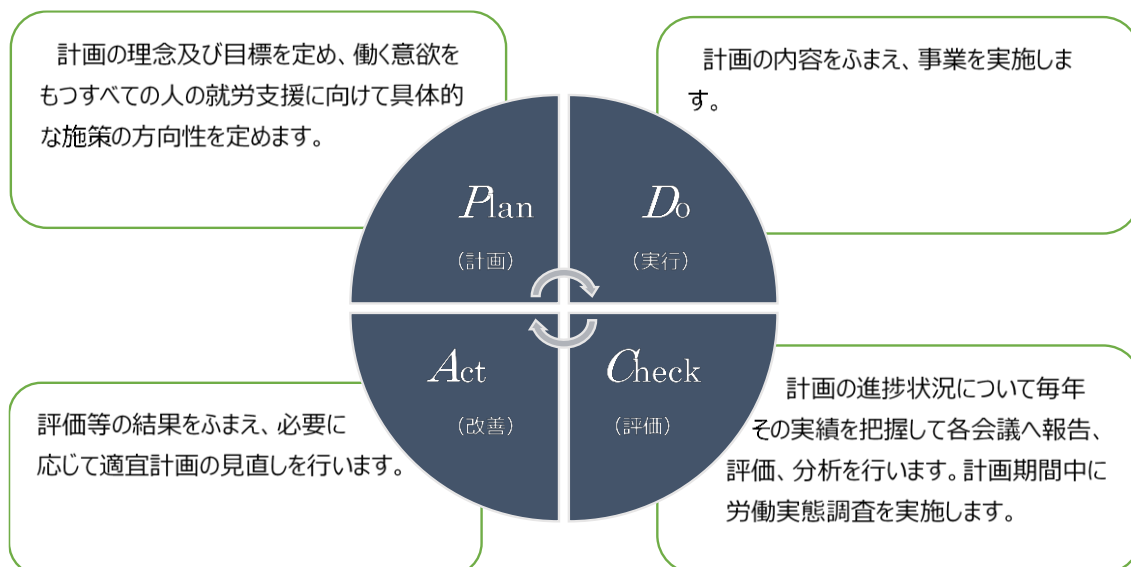 計画の理念及び目標を定め、働く意欲を
もつすべての人の就労支援に向けて具体的
な施策の方向性を定めます。
計画の内容をふまえ、事業を実施しま
す。
Plan
(計画)
Do
(実行)
Act
(改善)
Check
(評価)
評価等の結果をふまえ、必要に
応じて適宜計画の見直しを行います。
計画の進捗状況について毎年
その実績を把握して各会議へ報告、
評価、分析を行います。計画期間中に
労働実態調査を実施します。